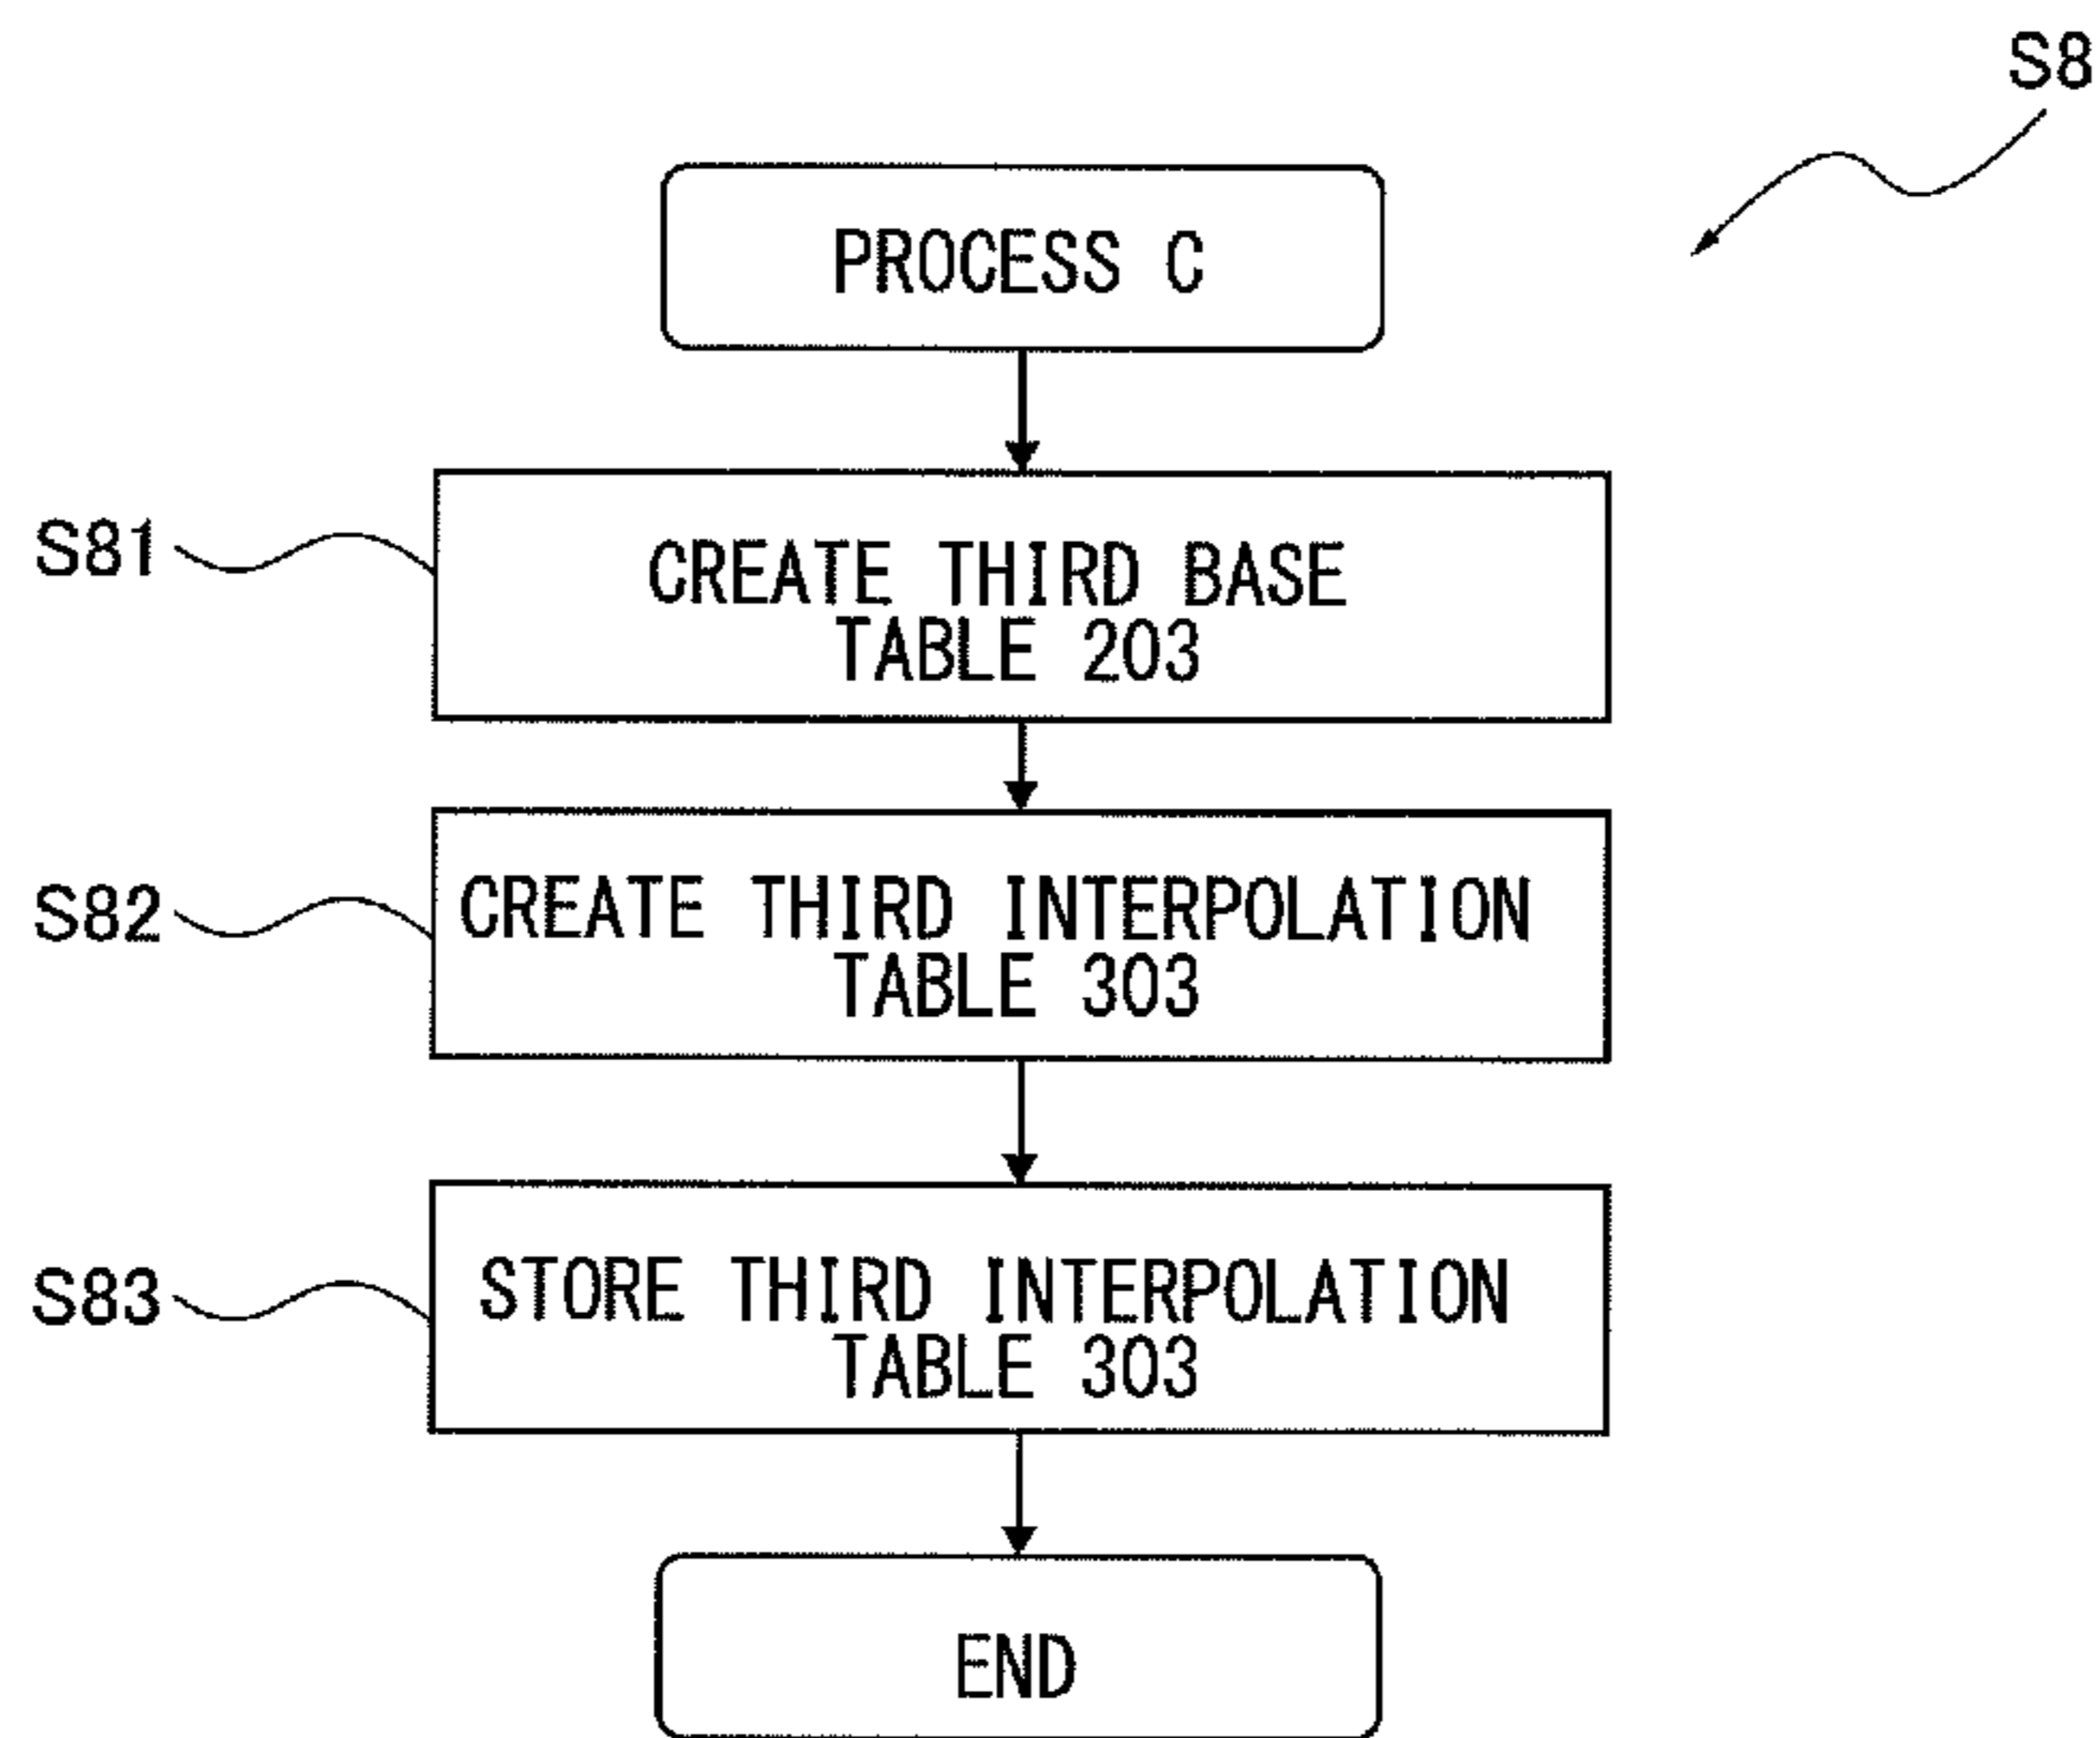 S8
PROCESS C
S81
CREATE THIRD BASE
TABLE 203
S82
CREATE THIRD INTERPOLATION
TABLE 303
S83
STORE THIRD INTERPOLATION
TABLE 303
END